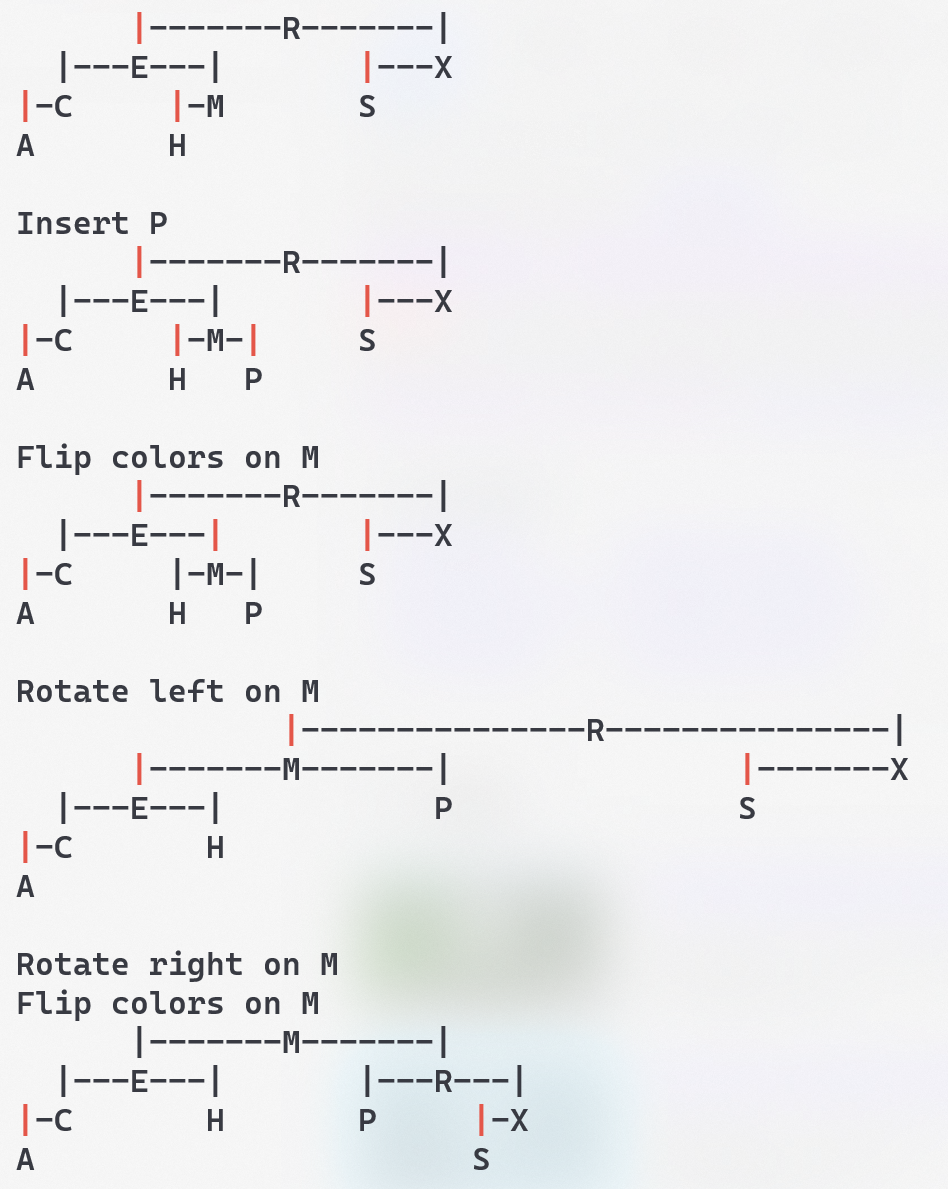 |-------R-------|
|---E---| |---X
|-C |-M S
A H
Insert P
|-------R-------|
|---E---| |---X
|-C |-M-| S
A H P
Flip colors on M
|-------R-------|
|---E---| |---X
|-C |-M-| S
A H P
Rotate left on M
|---------------R---------------|
|-------M-------| |-------X
|---E---| P S
|-C H
A
Rotate right on M
Flip colors on M
|-------M-------|
|---E---| |---R---|
|-C H P |-X
A S